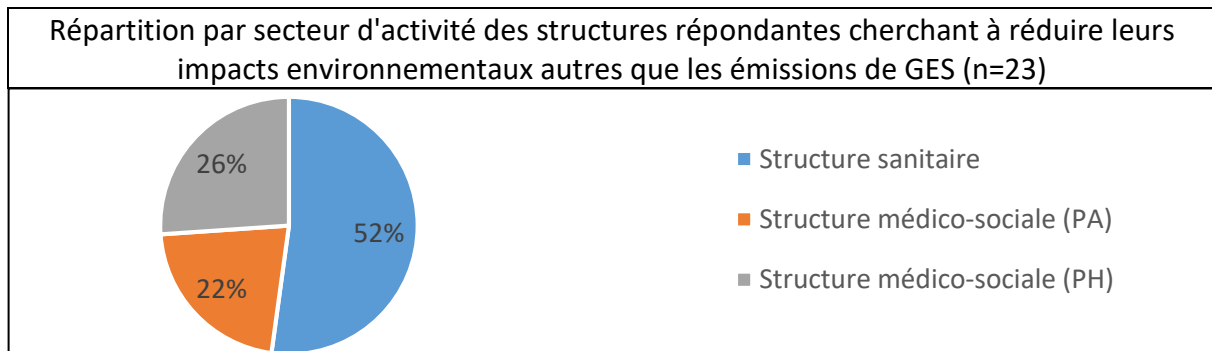 Répartition par secteur d'activité des structures répondantes cherchant à réduire leurs
impacts environnementaux autres que les émissions de GES (n=23)
26%
52%
22%
Structure sanitaire
Structure médico-sociale (PA)
Structure médico-sociale (PH)